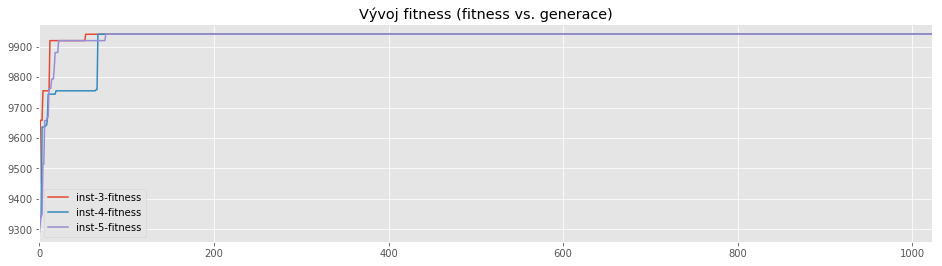 Vývoj fitness (fitness vs. generace)
9900
9800
9700
9600
9500
9400
9300
inst-3-fitness
inst-4-fitness
inst-5-fitness
0 200 400 600 800 1000